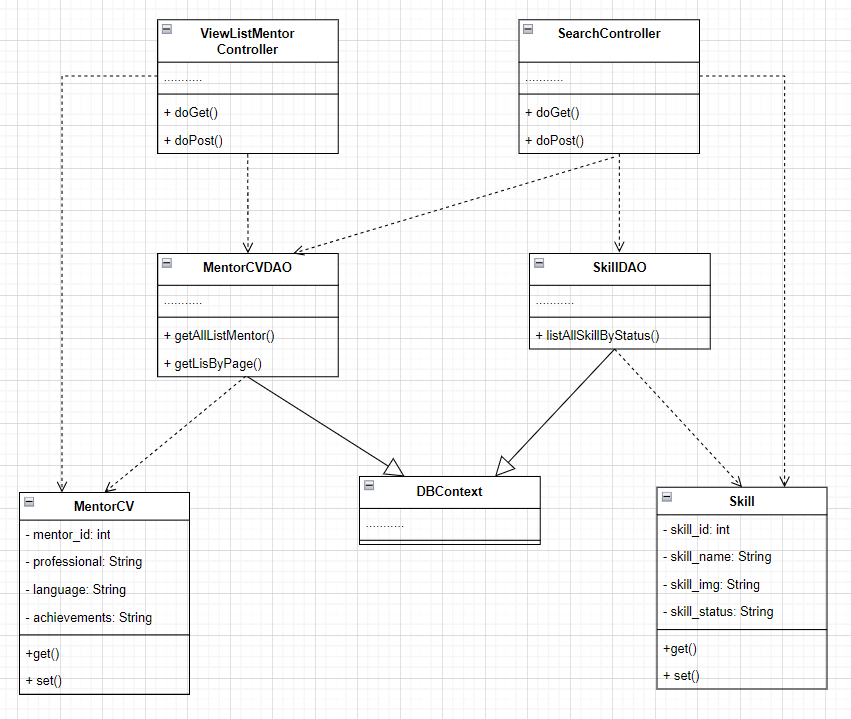 ViewListMentor
Controller
...........
+ doGet()
+ doPost()
SearchController
...........
+ doGet()
+ doPost()
MentorCVDAO
...........
+ getAllListMentor()
+ getLisByPage()
SkillDAO
...........
+ listAllSkillByStatus()
MentorCV
- mentor_id: int
- professional: String
- language: String
- achievements: String
+get()
+ set()
DBContext
...........
Skill
- skill_id: int
- skill_name: String
- skill_img: String
- skill_status: String
+get()
+ set()